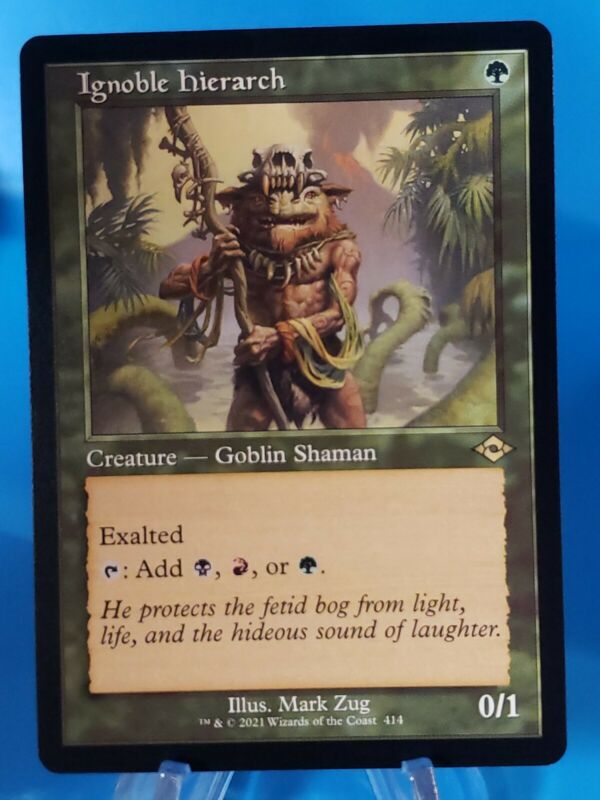 Ignoble Hierarch
Creature — Goblin Shaman
Exalted
: Add , , or .
He protects the fetid bog from light,
life, and the hideous sound of laughter.
Illus. Mark Zug
™ & © 2021 Wizards of the Coast 414
0/1